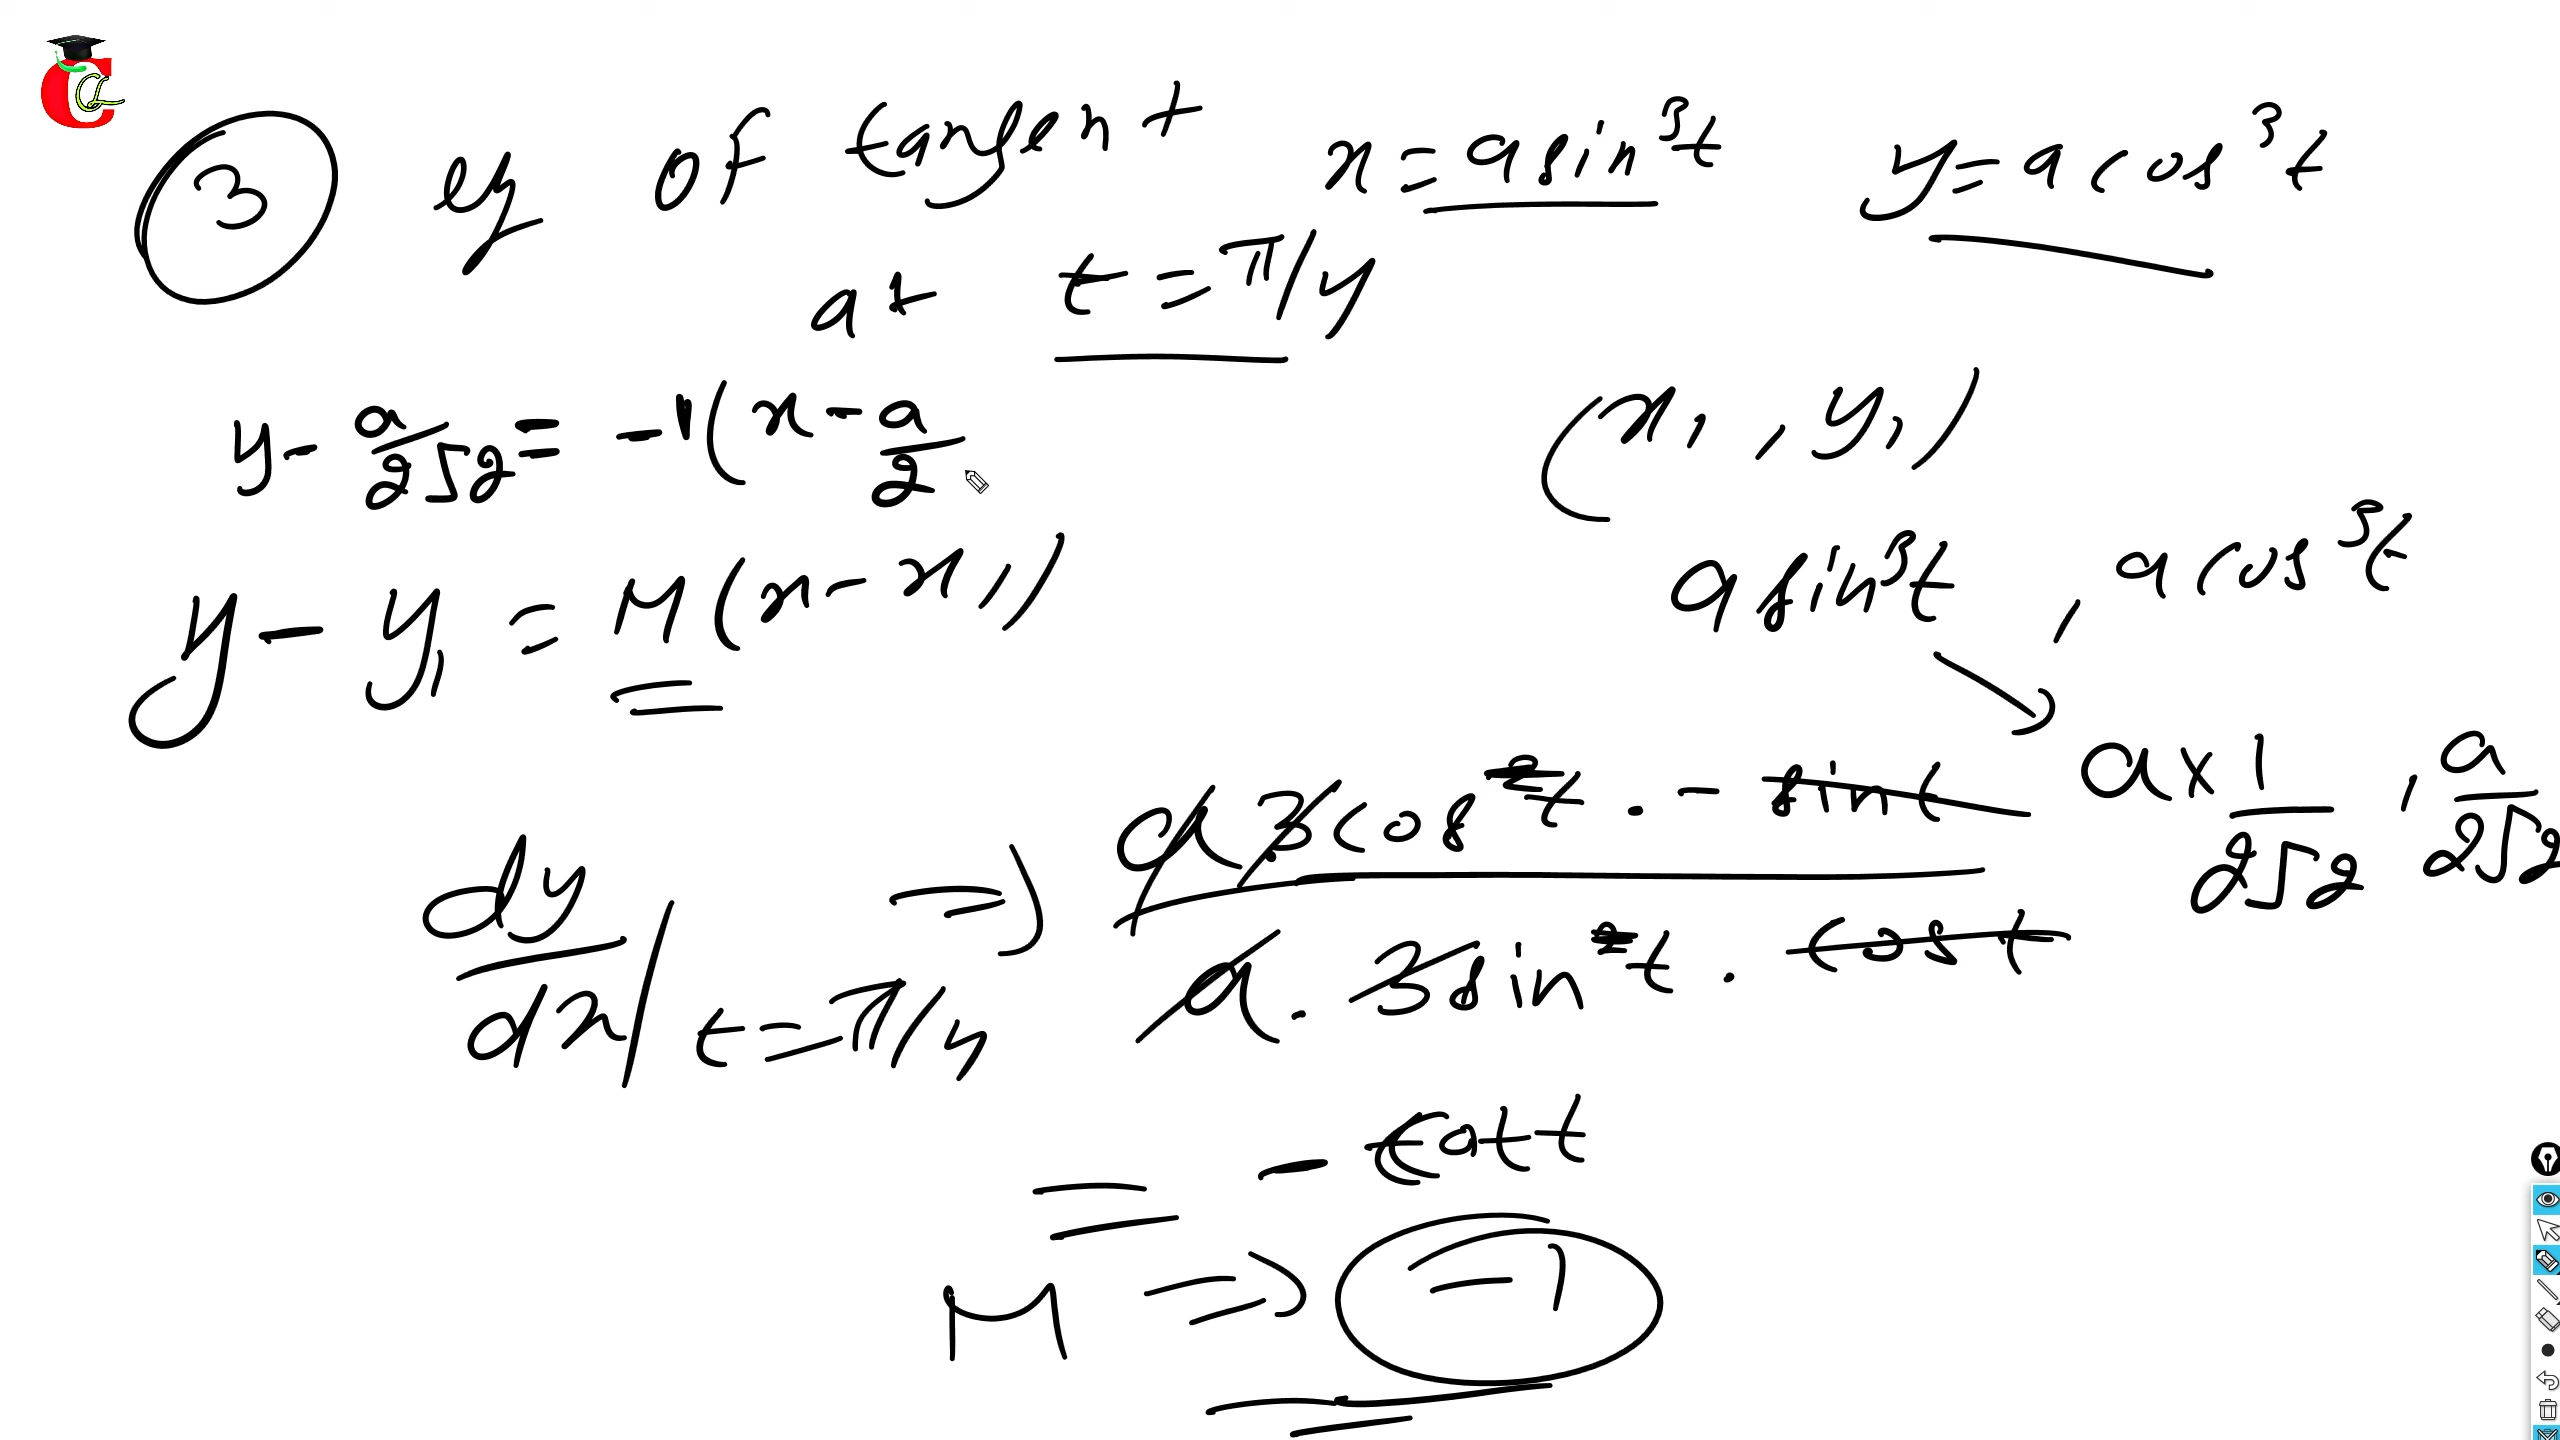 3 eq of tangent x = a sin³t y = a cos³t
at t = π/4
y - a/2√2 = -1(x - a/2
(x₁, y₁)
y - y₁ = M(x - x₁)
a sin³t, a cos³t
a × 1/2√2, a/2√2
dy/dx | t = π/4 ⇒ a 3 cos²t . - sin t / a . 3 sin²t . cos t
= - cot t
M ⇒ -1